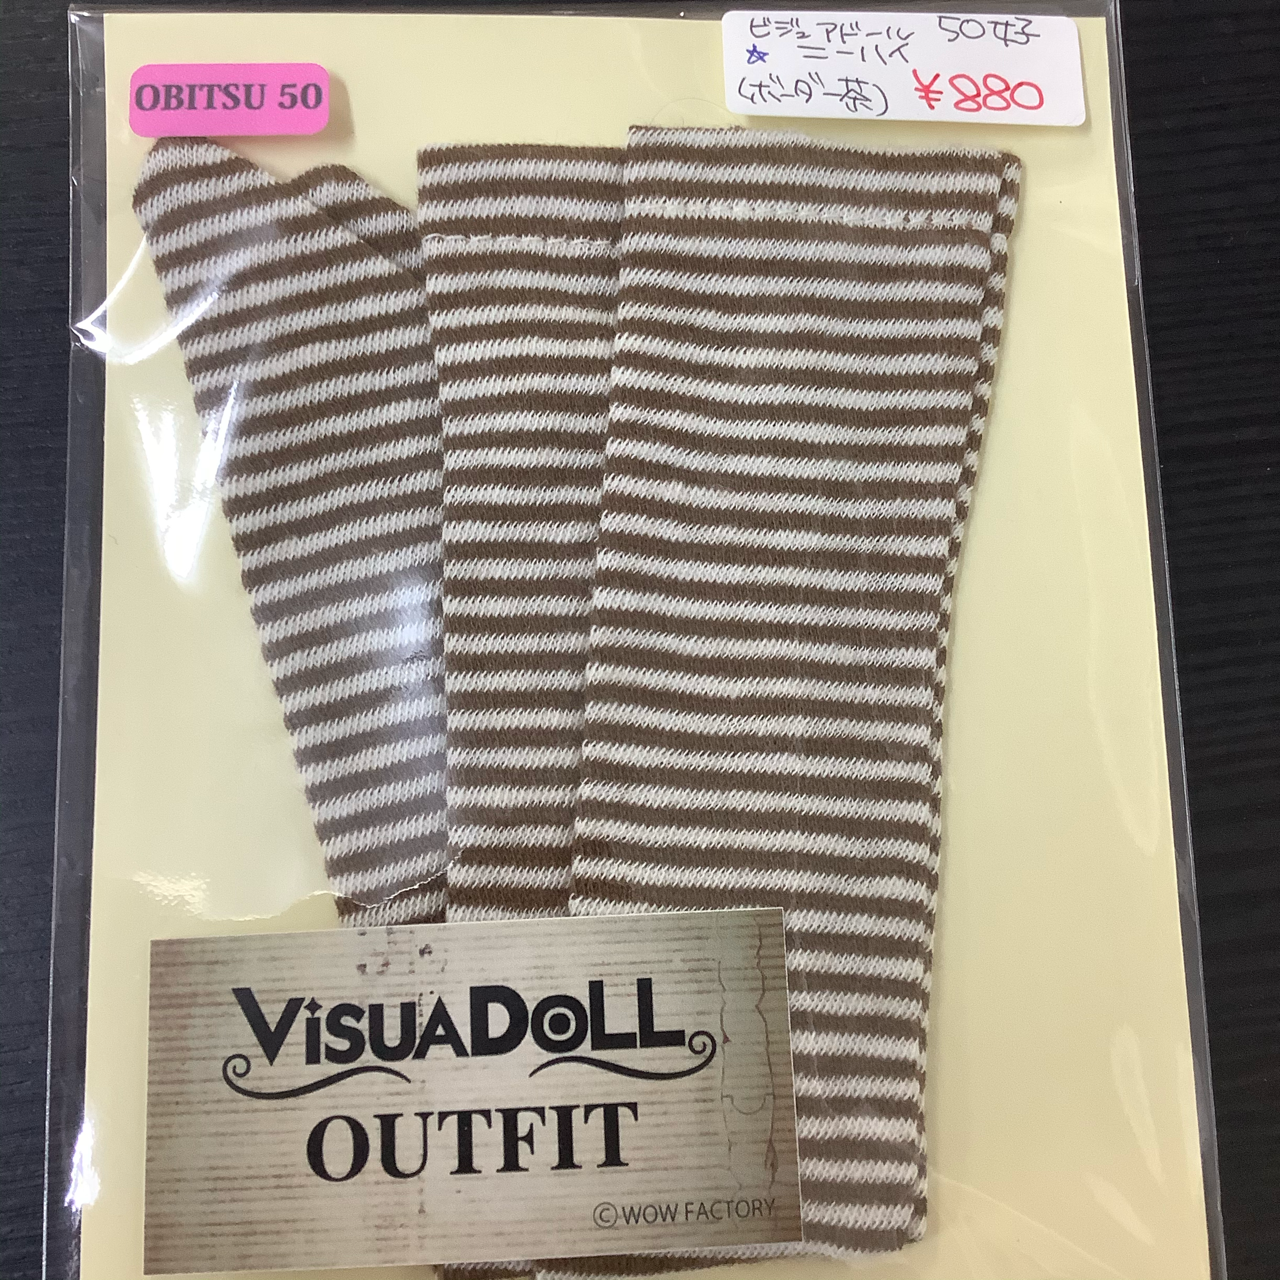 OBITSU 50
ビジュアドール 50女子
☆ ニーハイ
(ボーダー茶) ¥880
ViSUADOLL
OUTFIT
©WOW FACTORY